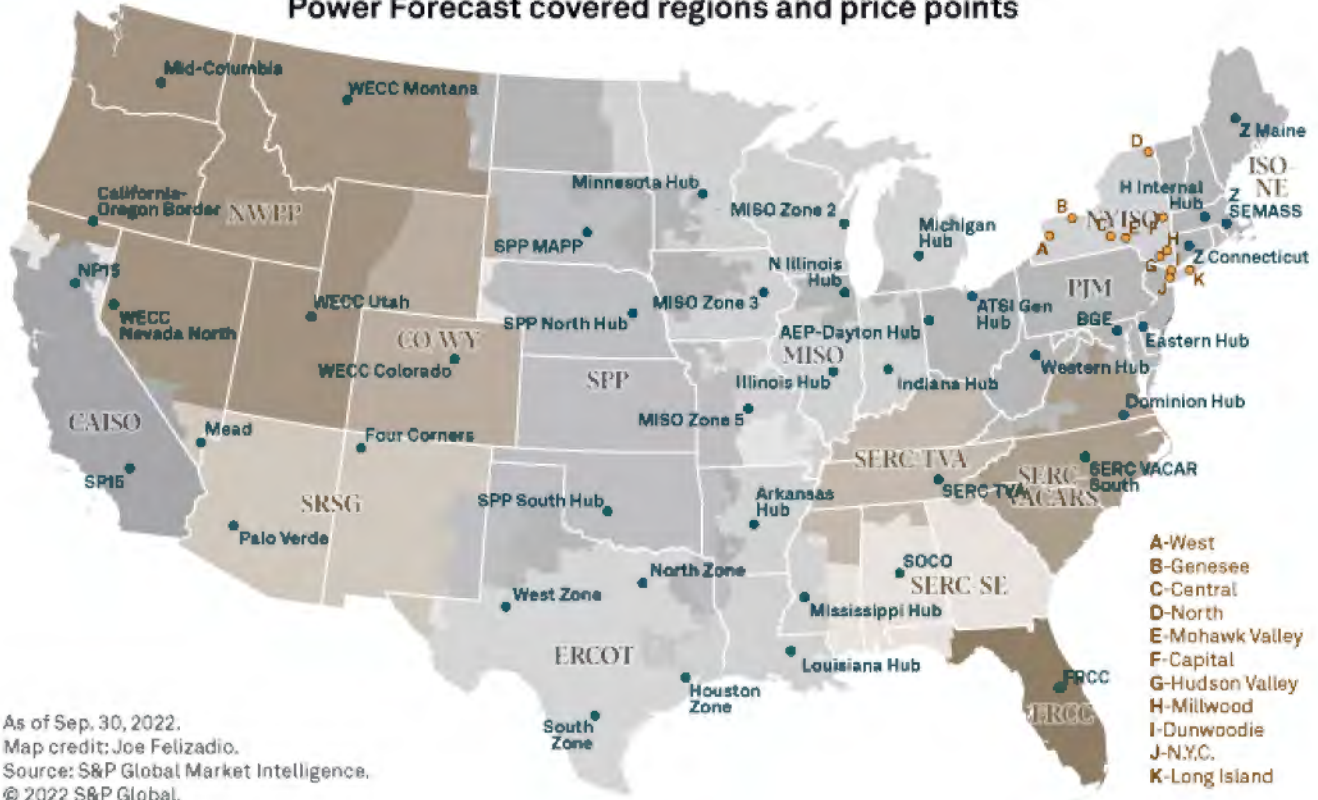 Power Forecast covered regions and price points
Mid-Columbia
WECC Montana
Z Maine
D
ISO-
NE
Minnesota Hub
H Internal
Hub
Z
SEMASS
California-
Oregon Border
NWPP
MISO Zone 2
B
NYISO
C
E
F
Michigan
Hub
SPP MAPP
A
H
Z Connecticut
N Illinois
Hub
G
I
K
J
NP15
PJM
WECC Utah
MISO Zone 3
ATSI Gen
Hub
WECC
Nevada North
SPP North Hub
AEP-Dayton Hub
BGE
Eastern Hub
CO WY
MISO
WECC Colorado
SPP
Illinois Hub
Indiana Hub
Western Hub
CAISO
MISO Zone 5
Dominion Hub
Mead
Four Corners
SERC-TVA
SERC VACAR
South
SERC-
VACARS
SP15
SRSG
SPP South Hub
Arkansas
Hub
SERC-TVA
Palo Verde
North Zone
SOCO
SERC-SE
West Zone
Mississippi Hub
ERCOT
Louisiana Hub
FRCC
FRCC
Houston
Zone
South
Zone
A-West
B-Genesee
C-Central
D-North
E-Mohawk Valley
F-Capital
G-Hudson Valley
H-Millwood
I-Dunwoodie
J-N.Y.C.
K-Long Island
As of Sep. 30, 2022.
Map credit: Joe Felizadio.
Source: S&P Global Market Intelligence.
© 2022 S&P Global.